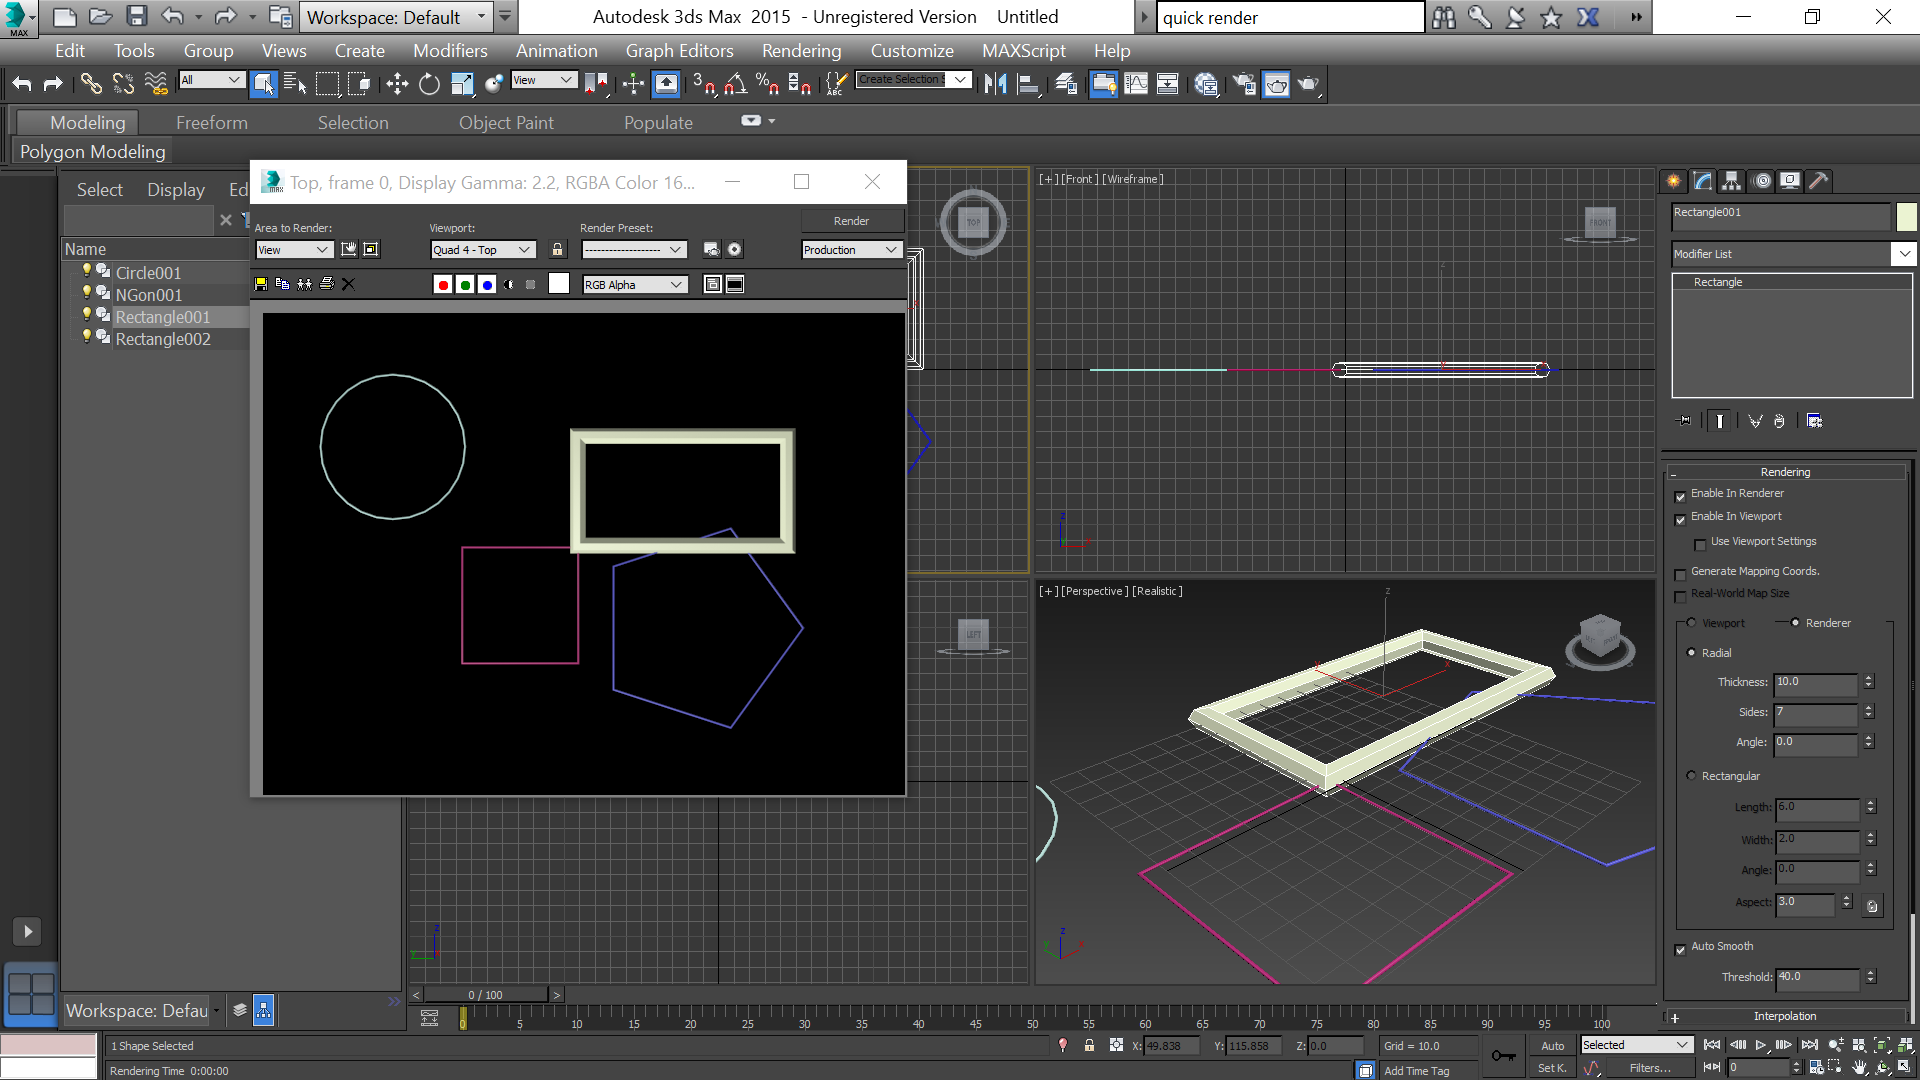 Workspace: Default
Autodesk 3ds Max 2015 - Unregistered Version Untitled
quick render
MAX
Edit Tools Group Views Create Modifiers Animation Graph Editors Rendering Customize MAXScript Help
All
View
Create Selection S
Modeling Freeform Selection Object Paint Populate
Polygon Modeling
Select Display Ed
Name
Circle001
NGon001
Rectangle001
Rectangle002
Top, frame 0, Display Gamma: 2.2, RGBA Color 16...
Area to Render:
View
Viewport:
Quad 4 - Top
Render Preset:
Render
Production
RGB Alpha
TOP
[+] [Front] [Wireframe]
FRONT
LEFT
[+] [Perspective] [Realistic]
Rectangle001
Modifier List
Rectangle
Rendering
Enable In Renderer
Enable In Viewport
Use Viewport Settings
Generate Mapping Coords.
Real-World Map Size
Viewport Renderer
Radial
Thickness: 10.0
Sides: 7
Angle: 0.0
Rectangular
Length: 6.0
Width: 2.0
Angle: 0.0
Aspect: 3.0
Auto Smooth
Threshold: 40.0
Interpolation
Workspace: Defau
0 / 100
0 5 10 15 20 25 30 35 40 45 50 55 60 65 70 75 80 85 90 95 100
1 Shape Selected
X: 49.838 Y: 115.858 Z: 0.0 Grid = 10.0
Auto Selected
Rendering Time 0:00:00
Add Time Tag
Set K. Filters...
0